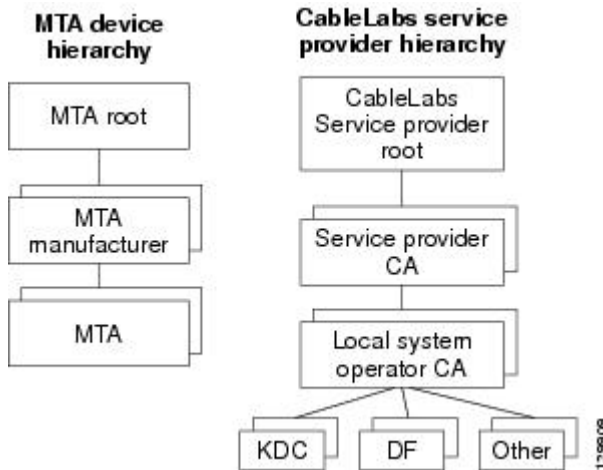 MTA device
hierarchy
MTA root
MTA
manufacturer
MTA
CableLabs service
provider hierarchy
CableLabs
Service provider
root
Service provider
CA
Local system
operator CA
KDC
DF
Other